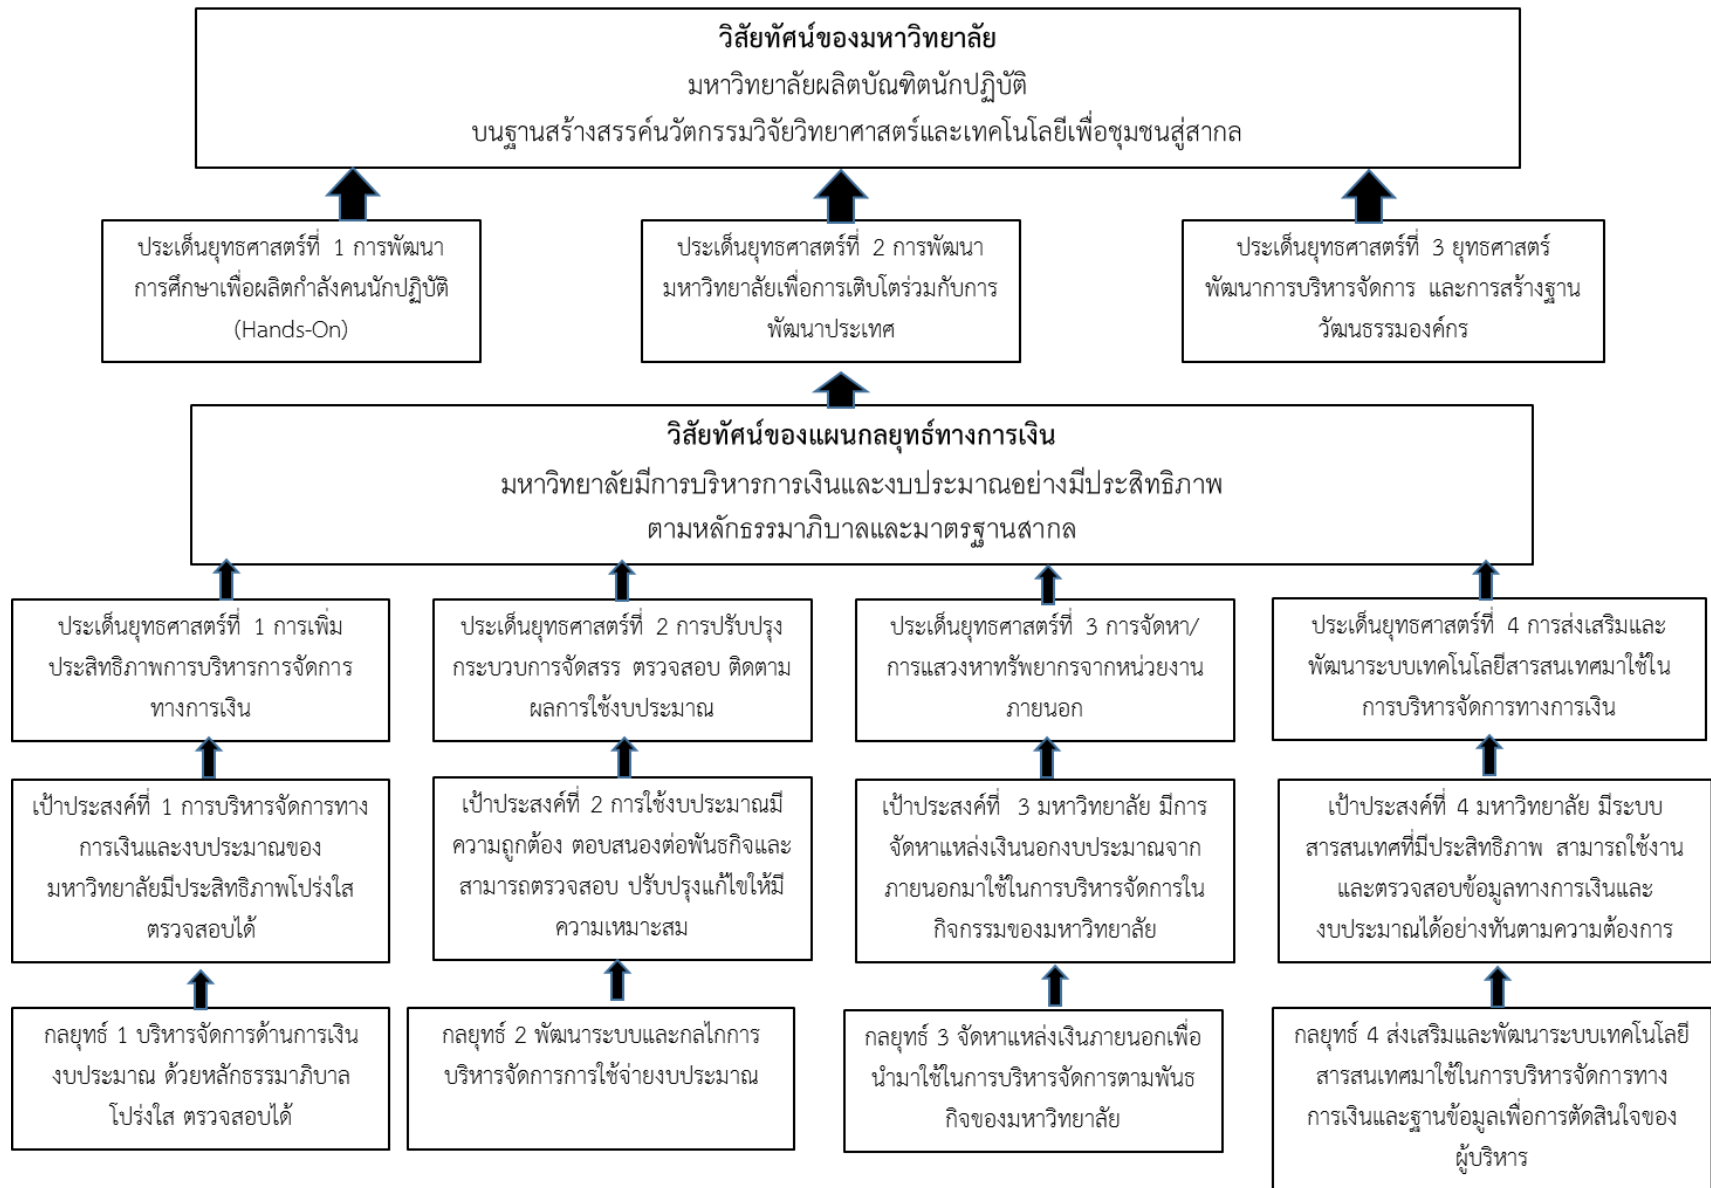 วิสัยทัศน์ของมหาวิทยาลัย
มหาวิทยาลัยผลิตบัณฑิตนักปฏิบัติ
บนฐานสร้างสรรค์นวัตกรรมวิจัยวิทยาศาสตร์และเทคโนโลยีเพื่อชุมชนสู่สากล
ประเด็นยุทธศาสตร์ที่ 1 การพัฒนา
การศึกษาเพื่อผลิตกำลังคนนักปฏิบัติ
(Hands-On)
ประเด็นยุทธศาสตร์ที่ 2 การพัฒนา
มหาวิทยาลัยเพื่อการเติบโตร่วมกับการ
พัฒนาประเทศ
ประเด็นยุทธศาสตร์ที่ 3 ยุทธศาสตร์
พัฒนาการบริหารจัดการ และการสร้างฐาน
วัฒนธรรมองค์กร
วิสัยทัศน์ของแผนกลยุทธ์ทางการเงิน
มหาวิทยาลัยมีการบริหารการเงินและงบประมาณอย่างมีประสิทธิภาพ
ตามหลักธรรมาภิบาลและมาตรฐานสากล
ประเด็นยุทธศาสตร์ที่ 1 การเพิ่ม
ประสิทธิภาพการบริหารการจัดการ
ทางการเงิน
ประเด็นยุทธศาสตร์ที่ 2 การปรับปรุง
กระบวบการจัดสรร ตรวจสอบ ติดตาม
ผลการใช้งบประมาณ
ประเด็นยุทธศาสตร์ที่ 3 การจัดหา/
การแสวงหาทรัพยากรจากหน่วยงาน
ภายนอก
ประเด็นยุทธศาสตร์ที่ 4 การส่งเสริมและ
พัฒนาระบบเทคโนโลยีสารสนเทศมาใช้ใน
การบริหารจัดการทางการเงิน
เป้าประสงค์ที่ 1 การบริหารจัดการทาง
การเงินและงบประมาณของ
มหาวิทยาลัยมีประสิทธิภาพโปร่งใส
ตรวจสอบได้
เป้าประสงค์ที่ 2 การใช้งบประมาณมี
ความถูกต้อง ตอบสนองต่อพันธกิจและ
สามารถตรวจสอบ ปรับปรุงแก้ไขให้มี
ความเหมาะสม
เป้าประสงค์ที่ 3 มหาวิทยาลัย มีการ
จัดหาแหล่งเงินนอกงบประมาณจาก
ภายนอกมาใช้ในการบริหารจัดการใน
กิจกรรมของมหาวิทยาลัย
เป้าประสงค์ที่ 4 มหาวิทยาลัย มีระบบ
สารสนเทศที่มีประสิทธิภาพ สามารถใช้งาน
และตรวจสอบข้อมูลทางการเงินและ
งบประมาณได้อย่างทันตามความต้องการ
กลยุทธ์ 1 บริหารจัดการด้านการเงิน
งบประมาณ ด้วยหลักธรรมาภิบาล
โปร่งใส ตรวจสอบได้
กลยุทธ์ 2 พัฒนาระบบและกลไกการ
บริหารจัดการการใช้จ่ายงบประมาณ
กลยุทธ์ 3 จัดหาแหล่งเงินภายนอกเพื่อ
นำมาใช้ในการบริหารจัดการตามพันธ
กิจของมหาวิทยาลัย
กลยุทธ์ 4 ส่งเสริมและพัฒนาระบบเทคโนโลยี
สารสนเทศมาใช้ในการบริหารจัดการทาง
การเงินและฐานข้อมูลเพื่อการตัดสินใจของ
ผู้บริหาร